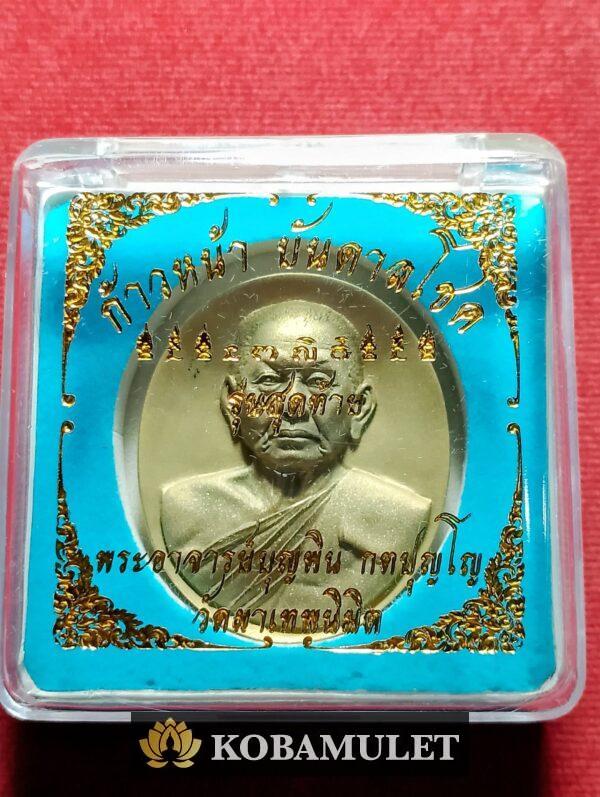 ก้าวหน้า บันดาลโชค
รุ่นสุดท้าย
พระอาจารย์บุญพิน กตปุญโญ
วัดผาเทพนิมิต
KOBAMULET